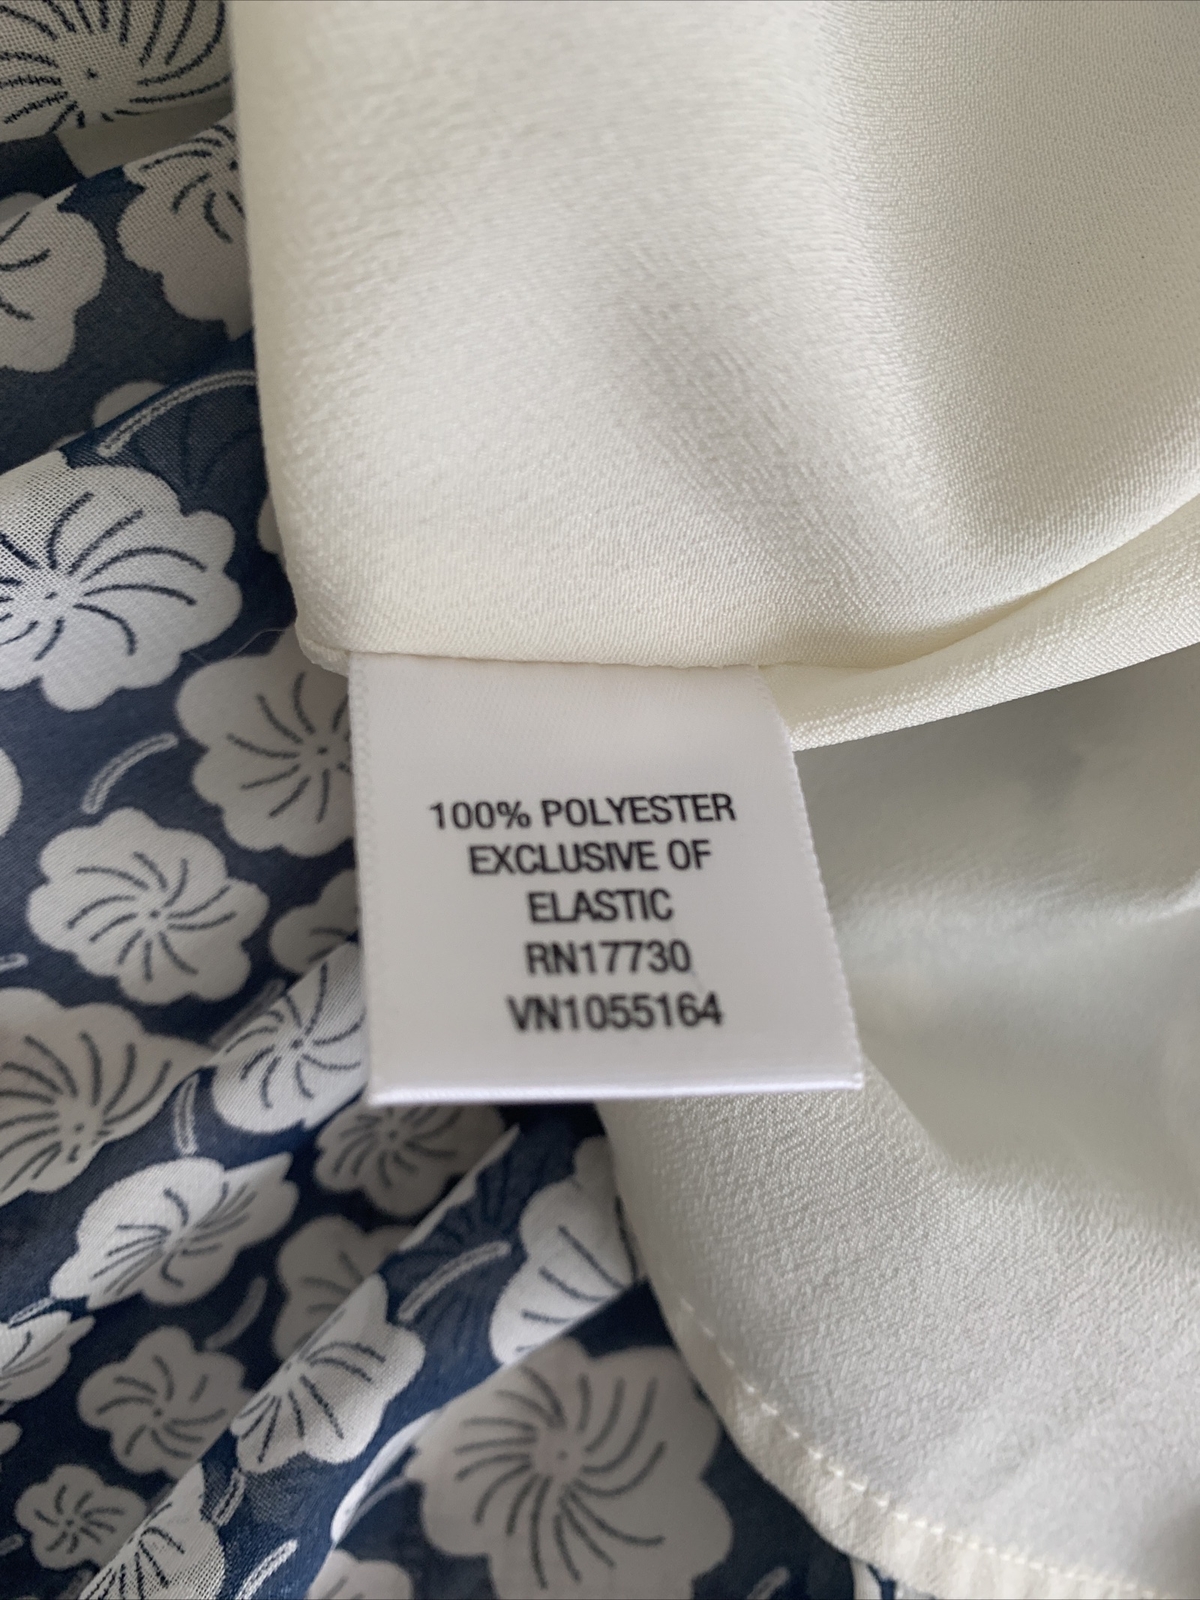 100% POLYESTER
EXCLUSIVE OF
ELASTIC
RN17730
VN1055164